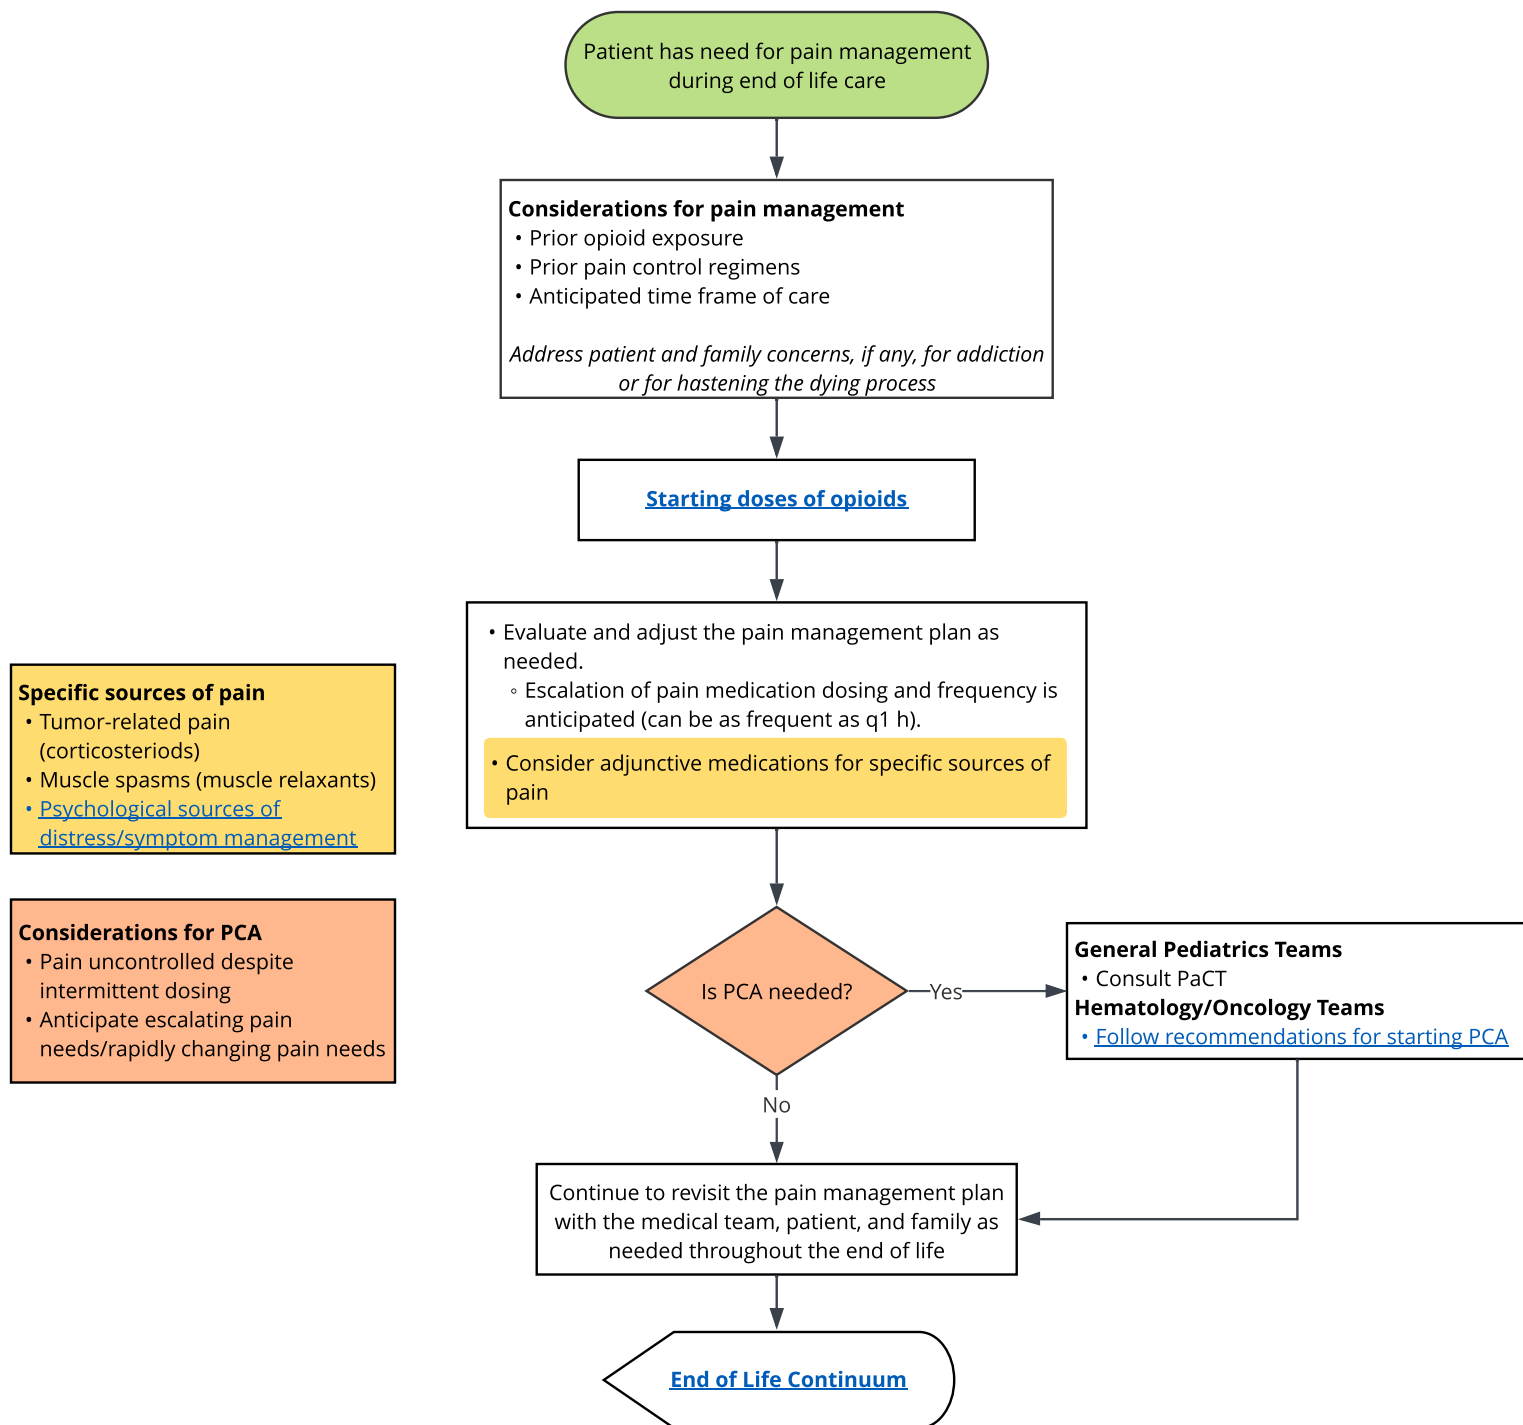 Patient has need for pain management
during end of life care
Considerations for pain management
• Prior opioid exposure
• Prior pain control regimens
• Anticipated time frame of care
Address patient and family concerns, if any, for addiction
or for hastening the dying process
Starting doses of opioids
• Evaluate and adjust the pain management plan as
needed.
◦ Escalation of pain medication dosing and frequency is
anticipated (can be as frequent as q1 h).
• Consider adjunctive medications for specific sources of
pain
Specific sources of pain
• Tumor-related pain
(corticosteriods)
• Muscle spasms (muscle relaxants)
• Psychological sources of
distress/symptom management
Considerations for PCA
• Pain uncontrolled despite
intermittent dosing
• Anticipate escalating pain
needs/rapidly changing pain needs
Is PCA needed?
Yes
General Pediatrics Teams
• Consult PaCT
Hematology/Oncology Teams
• Follow recommendations for starting PCA
No
Continue to revisit the pain management plan
with the medical team, patient, and family as
needed throughout the end of life
End of Life Continuum